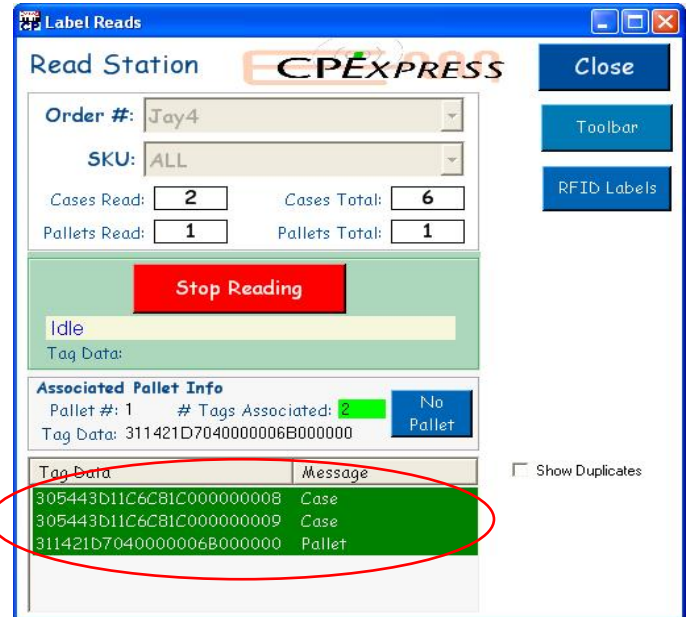 Label Reads
Read Station CPEXPRESS Close
Order #: Jay4
Toolbar
SKU: ALL
RFID Labels
Cases Read: 2 Cases Total: 6
Pallets Read: 1 Pallets Total: 1
Stop Reading
Idle
Tag Data:
Associated Pallet Info
Pallet #: 1 # Tags Associated: 2 No Pallet
Tag Data: 311421D7040000006B000000
Tag Data Message
Show Duplicates
305443D11C6C81C000000008 Case
305443D11C6C81C000000009 Case
311421D7040000006B000000 Pallet